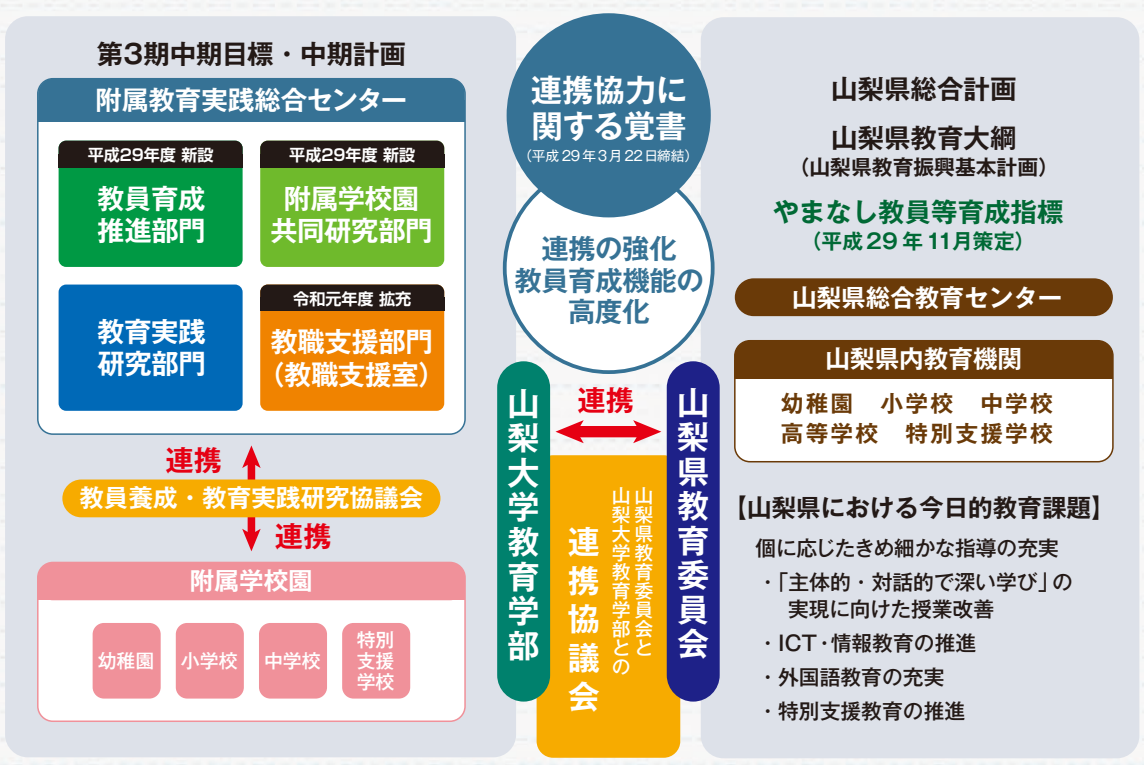 第3期中期目標・中期計画
附属教育実践総合センター
平成29年度 新設
教員育成
推進部門
平成29年度 新設
附属学校園
共同研究部門
教育実践
研究部門
令和元年度 拡充
教職支援部門
（教職支援室）
連携
教員養成・教育実践研究協議会
連携
附属学校園
幼稚園
小学校
中学校
特別
支援
学校
連携協力に
関する覚書
（平成29年3月22日締結）
連携の強化
教員育成機能の
高度化
山梨大学教育学部
連携
山梨県教育委員会
山梨県教育委員会と
山梨大学教育学部との
連携協議会
山梨県総合計画
山梨県教育大綱
（山梨県教育振興基本計画）
やまなし教員等育成指標
（平成29年11月策定）
山梨県総合教育センター
山梨県内教育機関
幼稚園　小学校　中学校
高等学校　特別支援学校
【山梨県における今日的教育課題】
個に応じたきめ細かな指導の充実
・「主体的・対話的で深い学び」の
実現に向けた授業改善
・ICT・情報教育の推進
・外国語教育の充実
・特別支援教育の推進